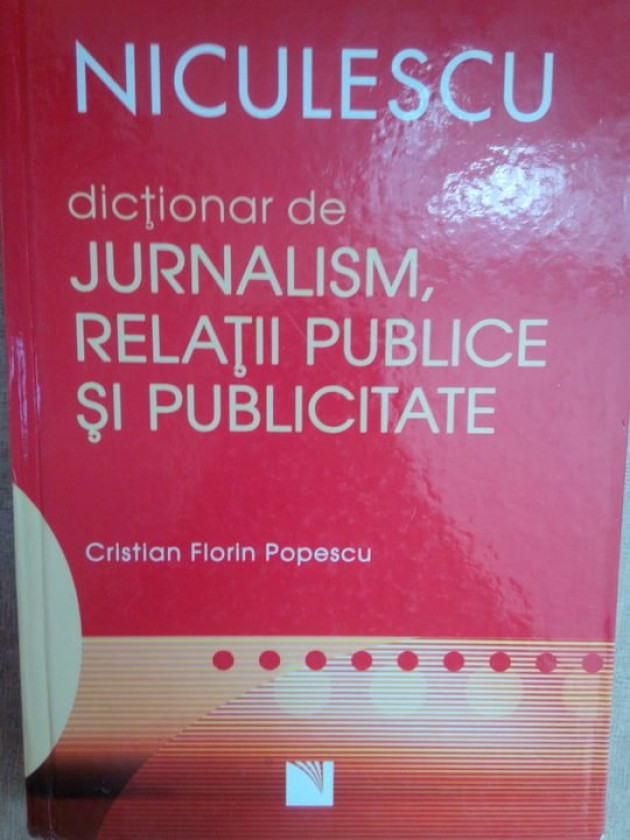 NICULESCU
dicţionar de
JURNALISM,
RELAŢII PUBLICE
ŞI PUBLICITATE
Cristian Florin Popescu